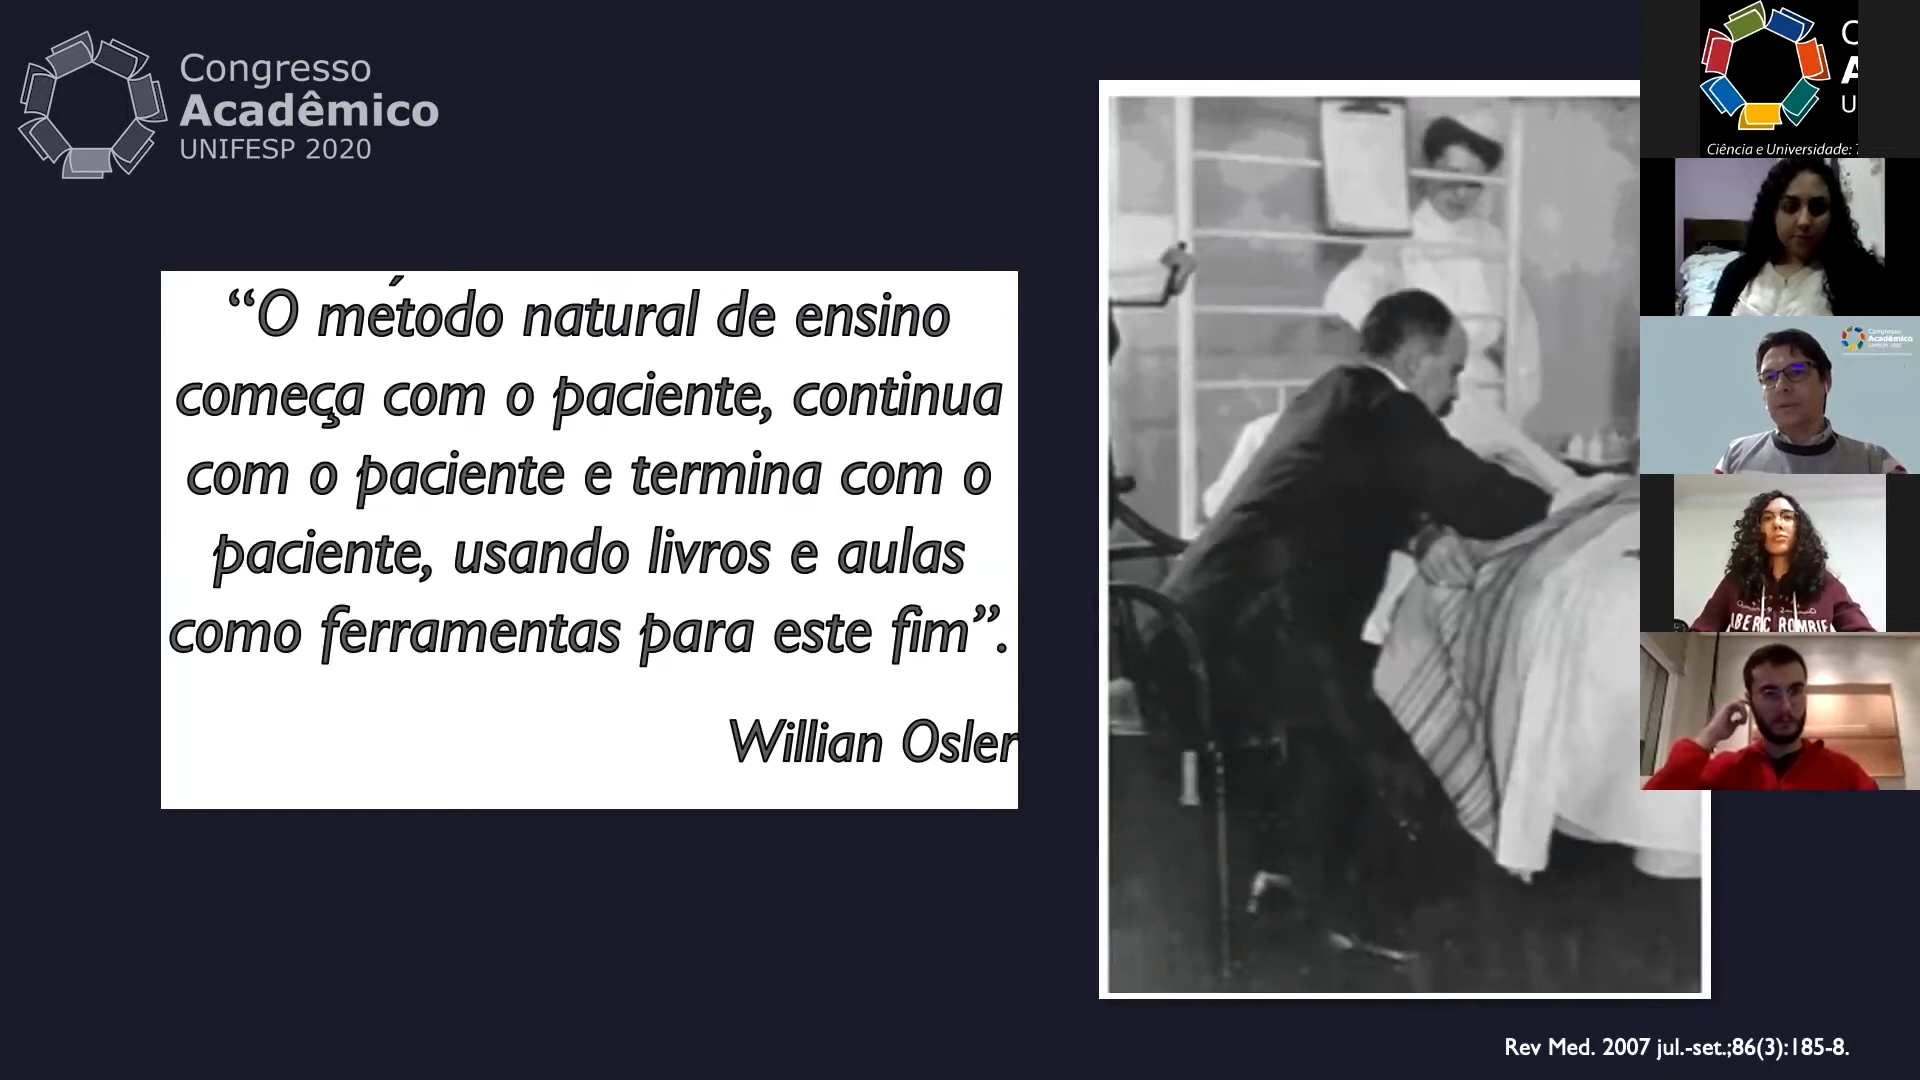 Congresso
Acadêmico
UNIFESP 2020
“O método natural de ensino
começa com o paciente, continua
com o paciente e termina com o
paciente, usando livros e aulas
como ferramentas para este fim”.
Willian Osler
Ciência e Universidade:
Congresso
Acadêmico
Rev Med. 2007 jul.-set.;86(3):185-8.